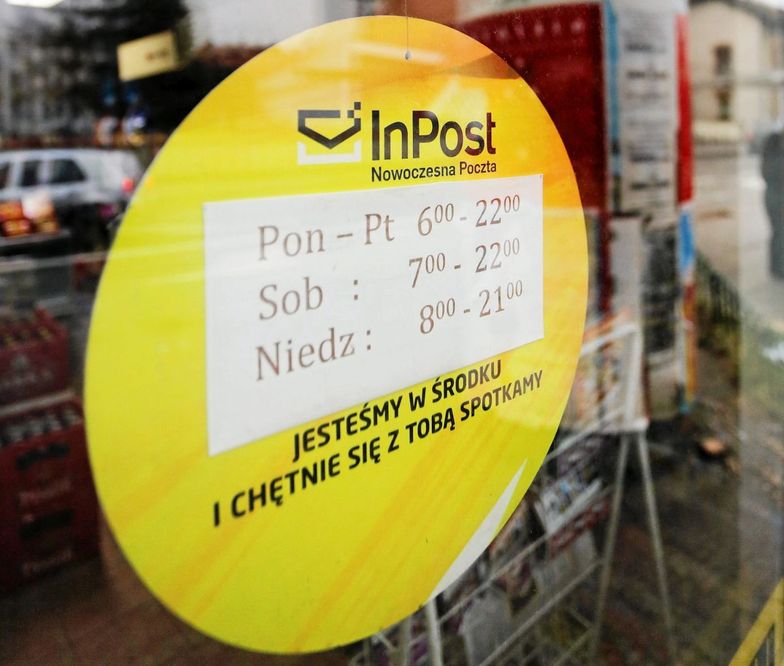 InPost
Nowoczesna Poczta
Pon – Pt 6⁰⁰ - 22⁰⁰
Sob : 7⁰⁰ - 22⁰⁰
Niedz : 8⁰⁰ - 21⁰⁰
JESTEŚMY W ŚRODKU
I CHĘTNIE SIĘ Z TOBĄ SPOTKAMY